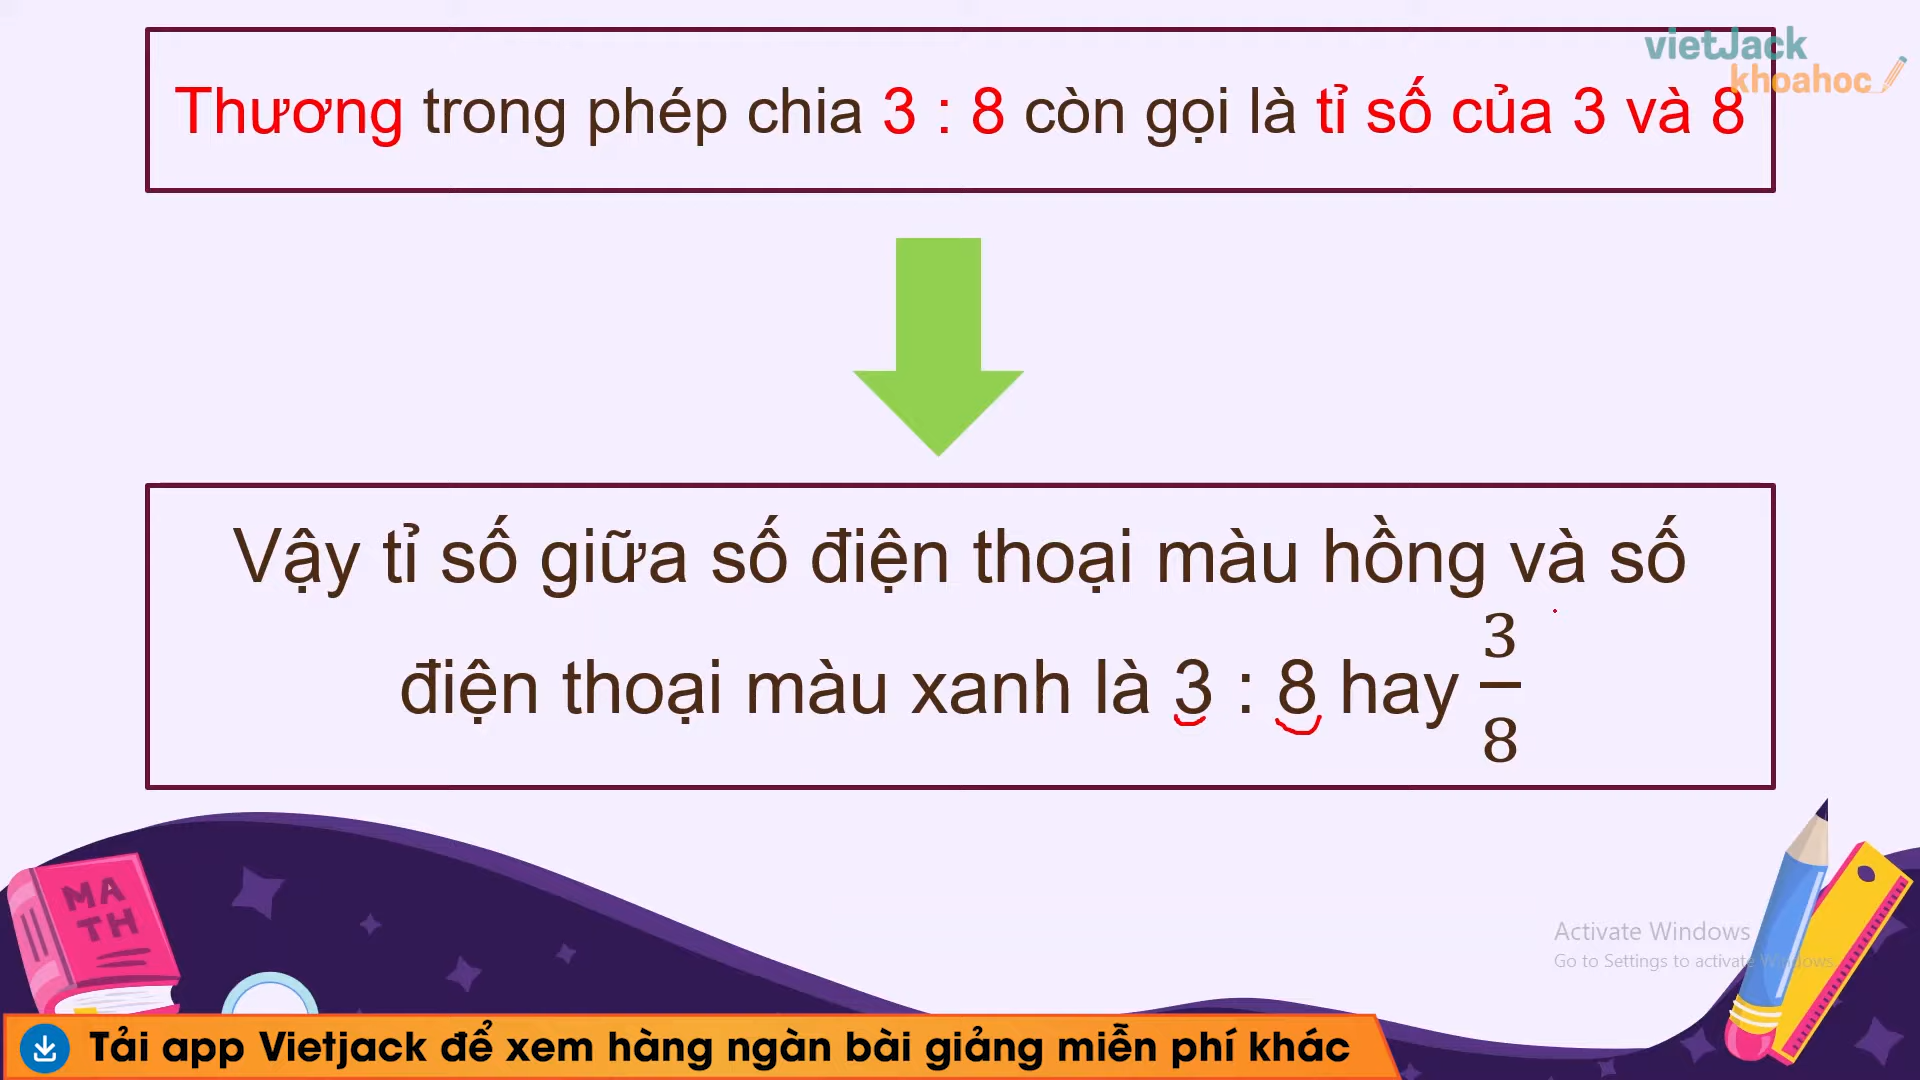 vietJack
khoahoc
Thương trong phép chia 3 : 8 còn gọi là tỉ số của 3 và 8
Vậy tỉ số giữa số điện thoại màu hồng và số
điện thoại màu xanh là 3 : 8 hay 3/8
MA
TH
Activate Windows
Go to Settings to activate Windows.
Tải app Vietjack để xem hàng ngàn bài giảng miễn phí khác